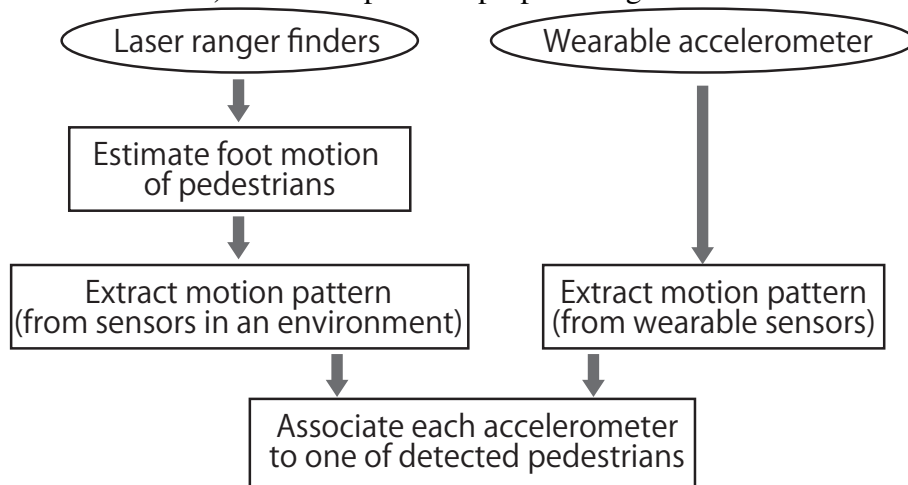 Laser ranger finders
Wearable accelerometer
Estimate foot motion
of pedestrians
Extract motion pattern
(from sensors in an environment)
Extract motion pattern
(from wearable sensors)
Associate each accelerometer
to one of detected pedestrians